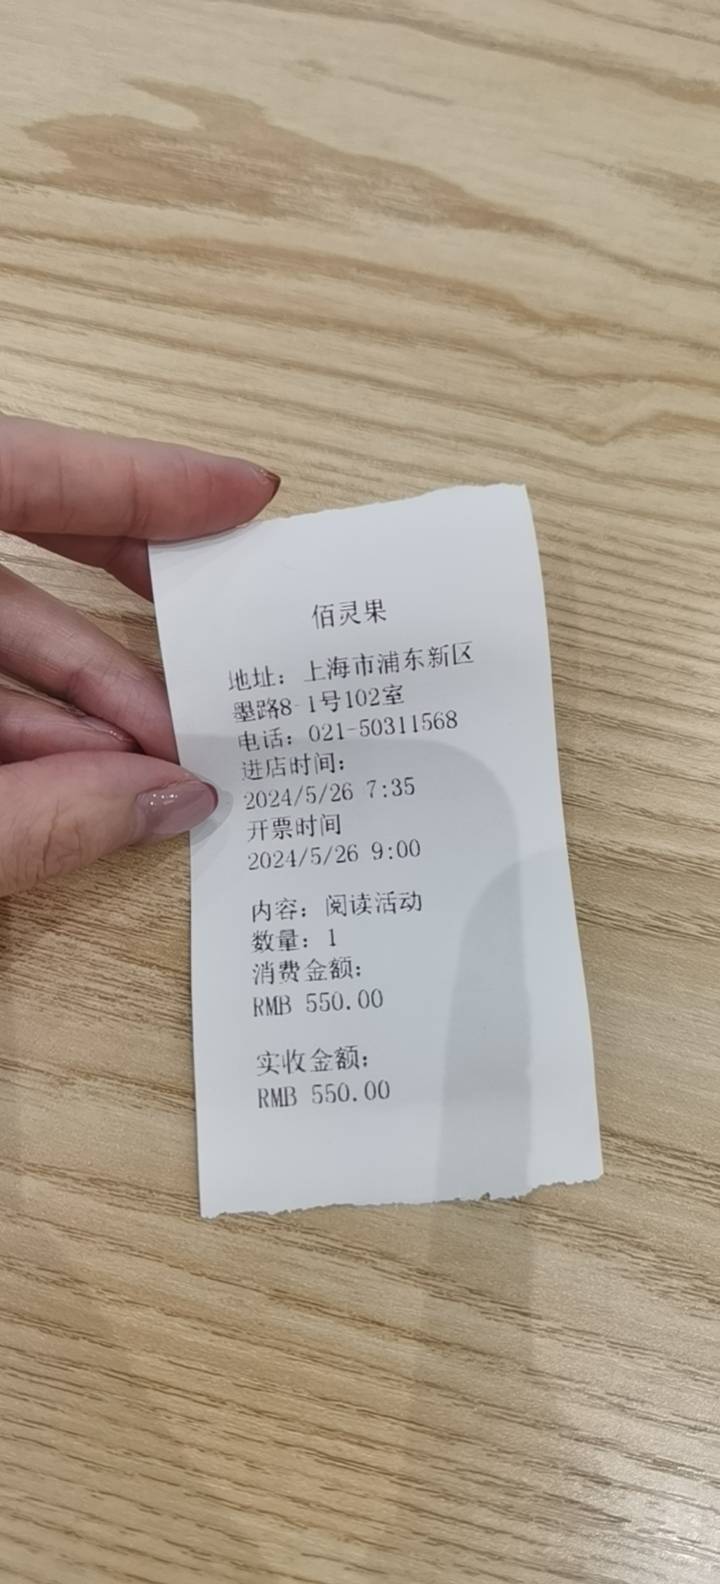 佰灵果
地址：上海市浦东新区
墨路8-1号102室
电话：021-50311568
进店时间：
2024/5/26 7:35
开票时间
2024/5/26 9:00
内容：阅读活动
数量：1
消费金额：
RMB 550.00
实收金额：
RMB 550.00